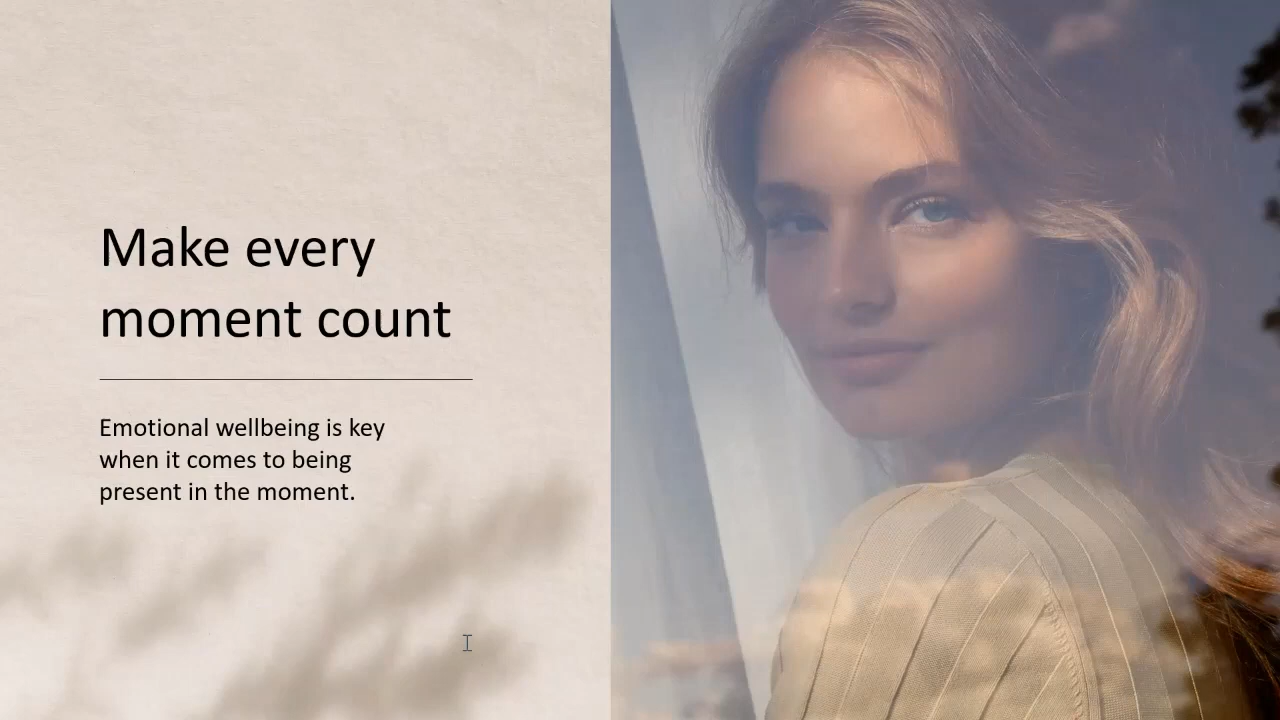 Make every
moment count
Emotional wellbeing is key
when it comes to being
present in the moment.